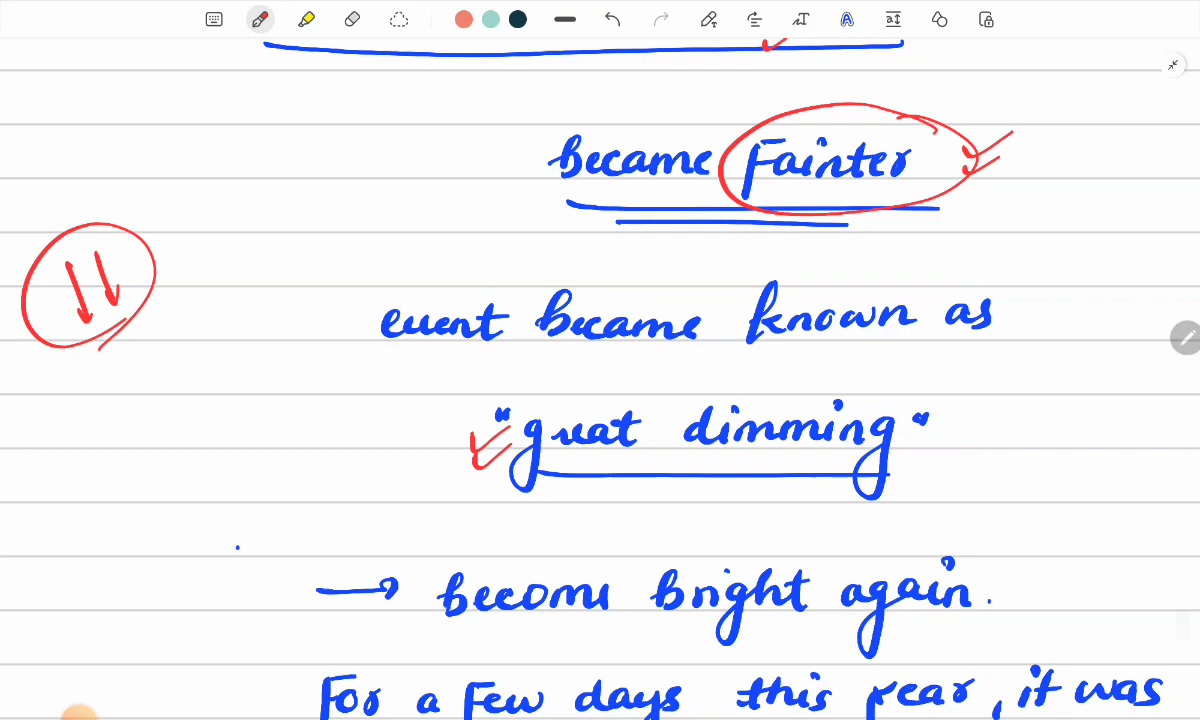 became Fainter
event became known as
"great dimming"
→ become bright again.
For a few days this year, it was